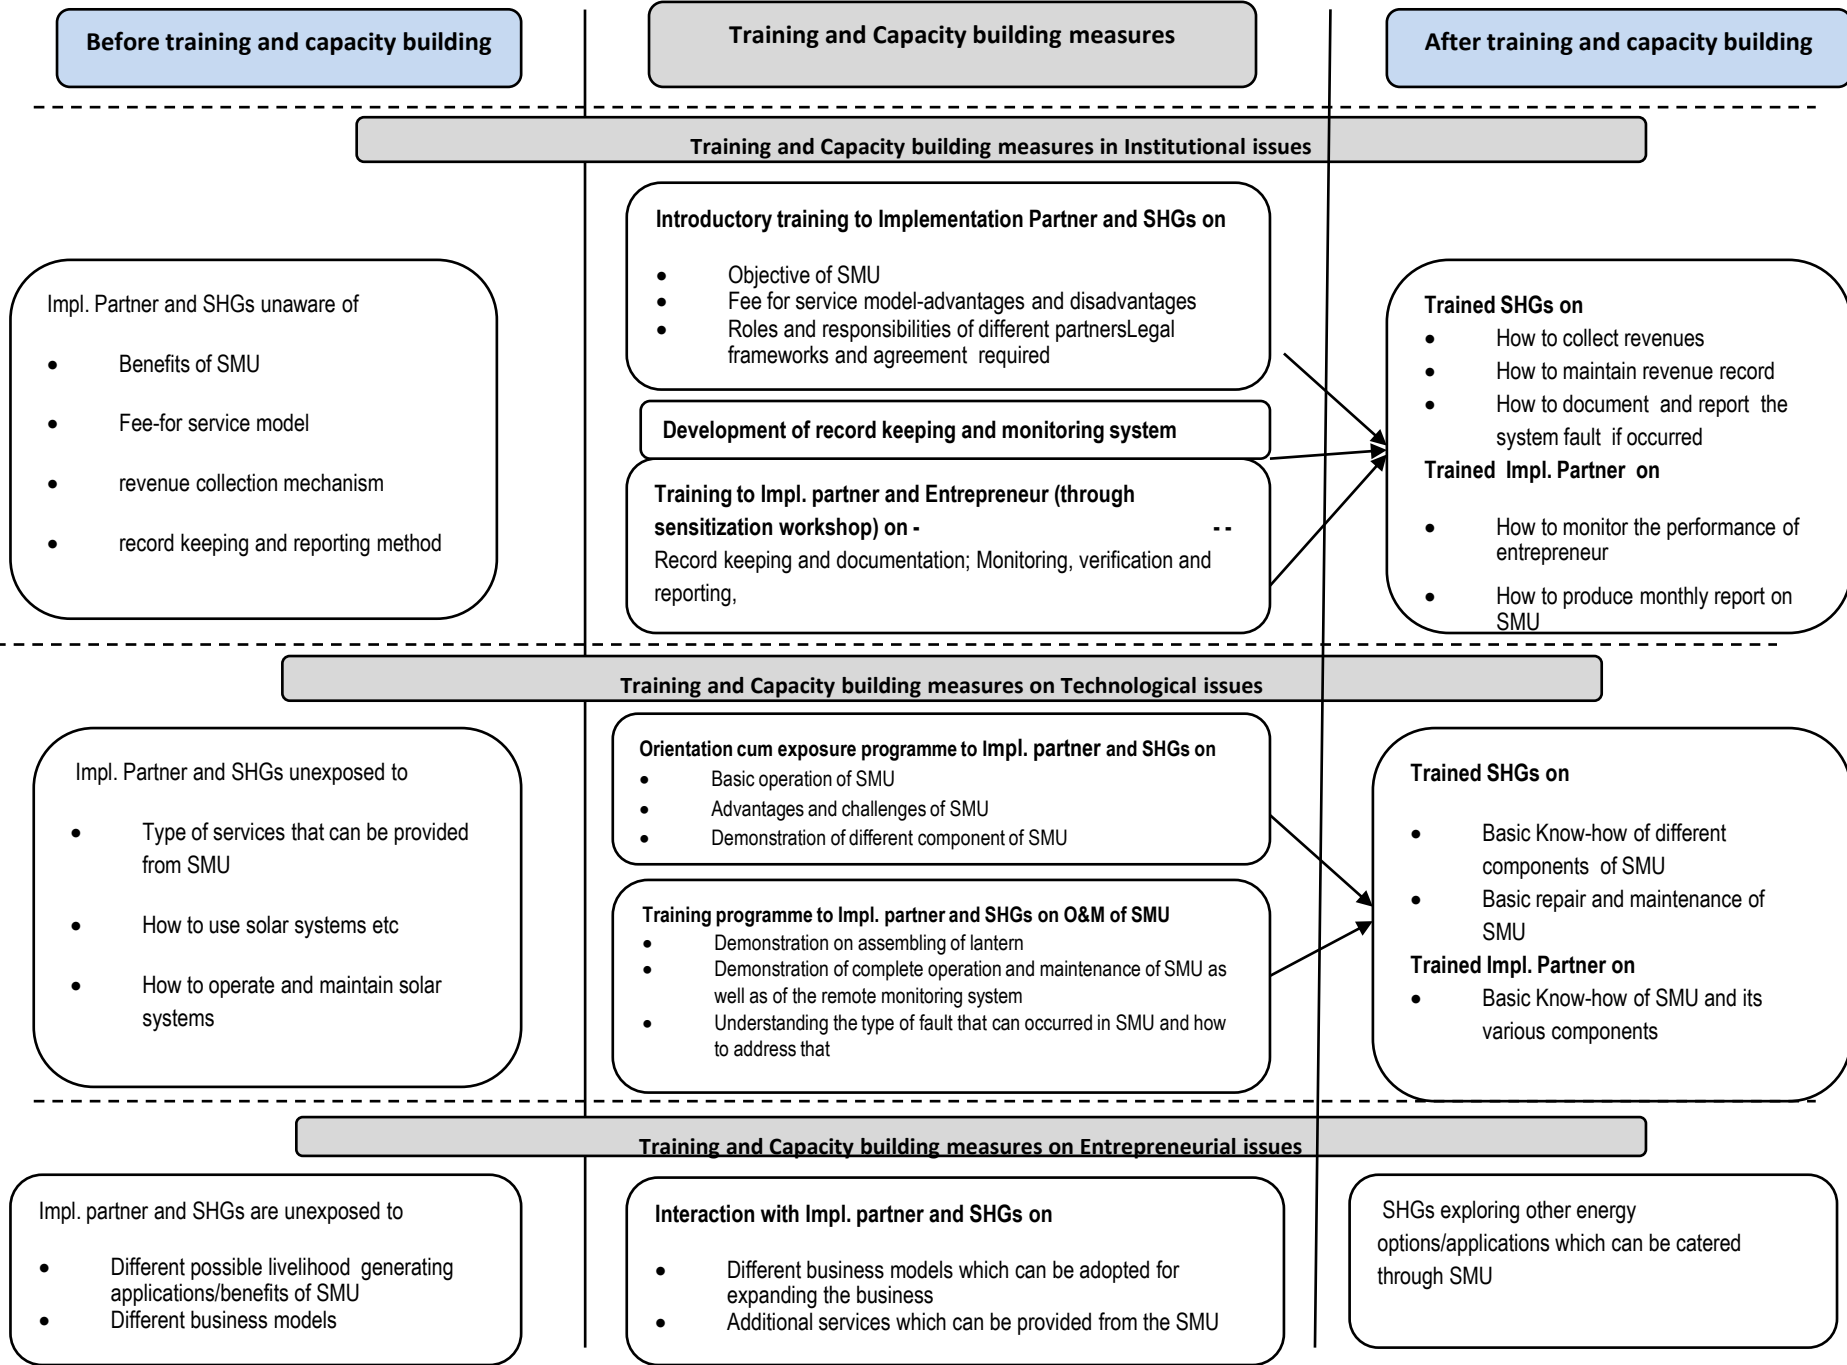 Before training and capacity building
Training and Capacity building measures
After training and capacity building
Training and Capacity building measures in Institutional issues
Impl. Partner and SHGs unaware of
• Benefits of SMU
• Fee-for service model
• revenue collection mechanism
• record keeping and reporting method
Introductory training to Implementation Partner and SHGs on
• Objective of SMU
• Fee for service model-advantages and disadvantages
• Roles and responsibilities of different partnersLegal
frameworks and agreement required
Development of record keeping and monitoring system
Training to Impl. partner and Entrepreneur (through
sensitization workshop) on - - -
Record keeping and documentation; Monitoring, verification and
reporting,
Trained SHGs on
• How to collect revenues
• How to maintain revenue record
• How to document and report the
system fault if occurred
Trained Impl. Partner on
• How to monitor the performance of
entrepreneur
• How to produce monthly report on
SMU
Training and Capacity building measures on Technological issues
Impl. Partner and SHGs unexposed to
• Type of services that can be provided
from SMU
• How to use solar systems etc
• How to operate and maintain solar
systems
Orientation cum exposure programme to Impl. partner and SHGs on
• Basic operation of SMU
• Advantages and challenges of SMU
• Demonstration of different component of SMU
Training programme to Impl. partner and SHGs on O&M of SMU
• Demonstration on assembling of lantern
• Demonstration of complete operation and maintenance of SMU as
well as of the remote monitoring system
• Understanding the type of fault that can occurred in SMU and how
to address that
Trained SHGs on
• Basic Know-how of different
components of SMU
• Basic repair and maintenance of
SMU
Trained Impl. Partner on
• Basic Know-how of SMU and its
various components
Training and Capacity building measures on Entrepreneurial issues
Impl. partner and SHGs are unexposed to
• Different possible livelihood generating
applications/benefits of SMU
• Different business models
Interaction with Impl. partner and SHGs on
• Different business models which can be adopted for
expanding the business
• Additional services which can be provided from the SMU
SHGs exploring other energy
options/applications which can be catered
through SMU